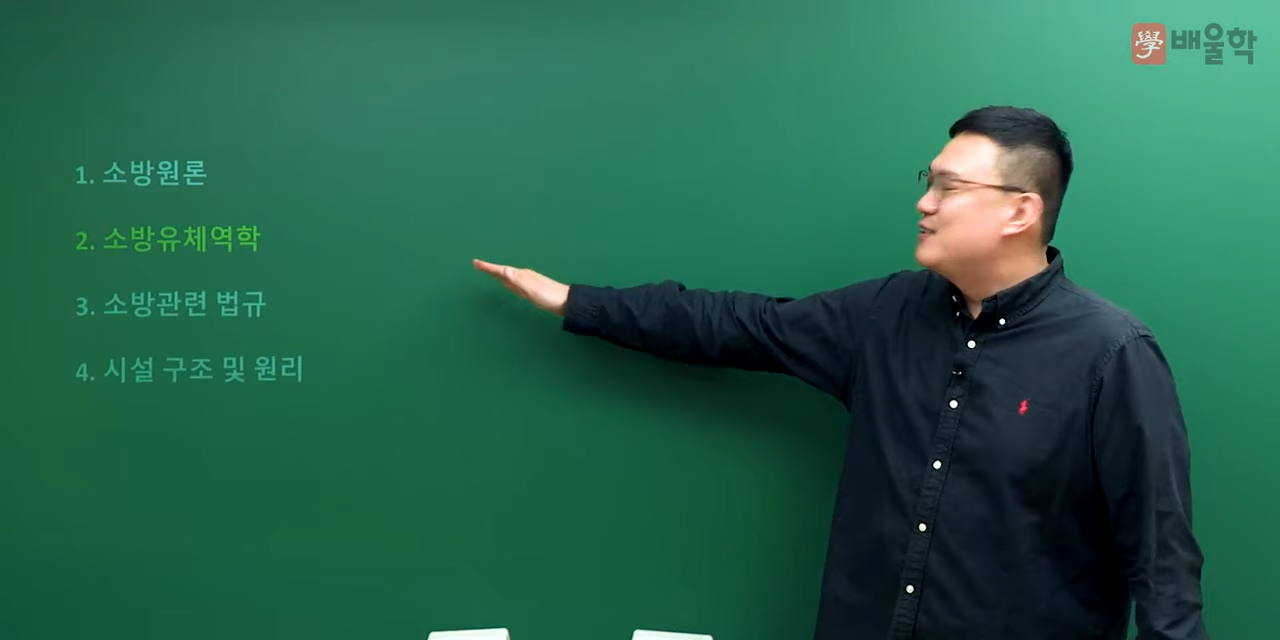 學 배울학
1. 소방원론
2. 소방유체역학
3. 소방관련 법규
4. 시설 구조 및 원리